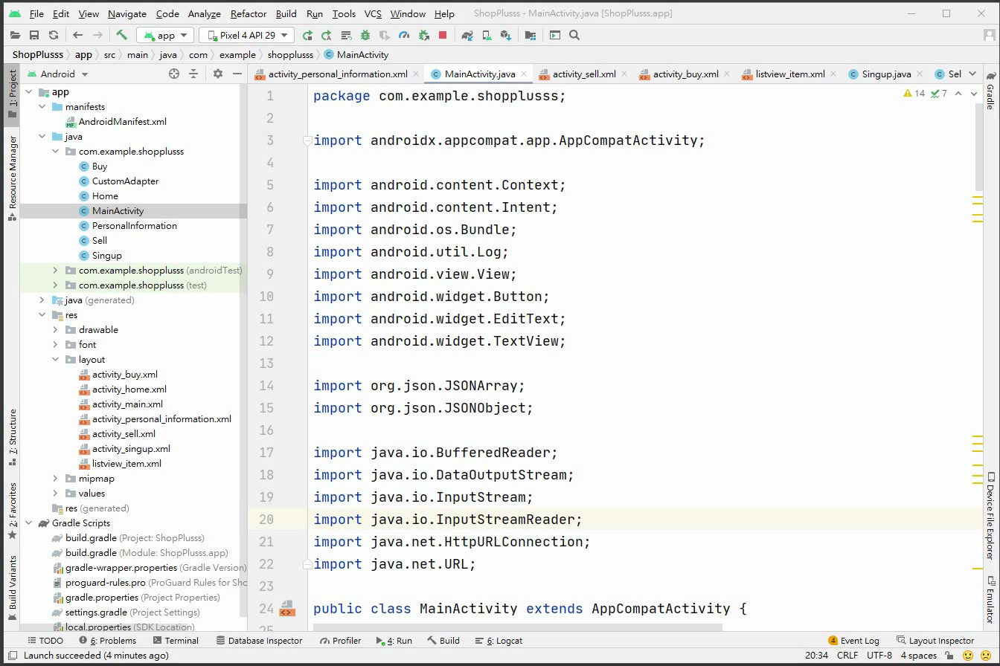 File Edit View Navigate Code Analyze Refactor Build Run Tools VCS Window Help ShopPlusss - MainActivity.java [ShopPlusss.app]
app Pixel 4 API 29
ShopPlusss app src main java com example shopplusss MainActivity
Android
activity_personal_information.xml MainActivity.java activity_sell.xml activity_buy.xml listview_item.xml Singup.java Sel
1: Project
Resource Manager
7: Structure
2: Favorites
Build Variants
app
manifests
AndroidManifest.xml
java
com.example.shopplusss
Buy
CustomAdapter
Home
MainActivity
PersonalInformation
Sell
Singup
com.example.shopplusss (androidTest)
com.example.shopplusss (test)
java (generated)
res
drawable
font
layout
activity_buy.xml
activity_home.xml
activity_main.xml
activity_personal_information.xml
activity_sell.xml
activity_singup.xml
listview_item.xml
mipmap
values
res (generated)
Gradle Scripts
build.gradle (Project: ShopPlusss)
build.gradle (Module: ShopPlusss.app)
gradle-wrapper.properties (Gradle Version)
proguard-rules.pro (ProGuard Rules for Sho
gradle.properties (Project Properties)
settings.gradle (Project Settings)
local.properties (SDK Location)
14 7
1 package com.example.shopplusss;
2
3 import androidx.appcompat.app.AppCompatActivity;
4
5 import android.content.Context;
6 import android.content.Intent;
7 import android.os.Bundle;
8 import android.util.Log;
9 import android.view.View;
10 import android.widget.Button;
11 import android.widget.EditText;
12 import android.widget.TextView;
13
14 import org.json.JSONArray;
15 import org.json.JSONObject;
16
17 import java.io.BufferedReader;
18 import java.io.DataOutputStream;
19 import java.io.InputStream;
20 import java.io.InputStreamReader;
21 import java.net.HttpURLConnection;
22 import java.net.URL;
23
24 public class MainActivity extends AppCompatActivity {
25
Gradle
Device File Explorer
Emulator
TODO 6: Problems Terminal Database Inspector Profiler 4: Run Build 6: Logcat 4 Event Log Layout Inspector
Launch succeeded (4 minutes ago) 20:34 CRLF UTF-8 4 spaces